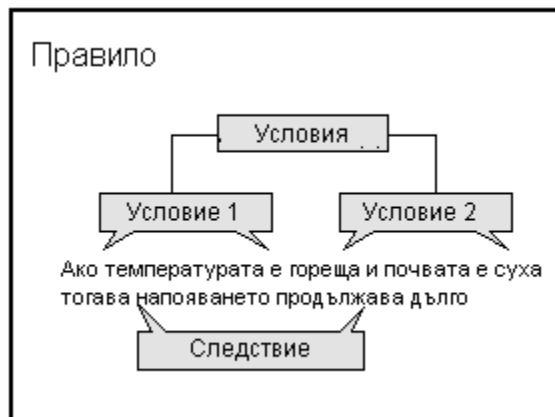 Правило
Условия
Условие 1
Условие 2
Ако температурата е гореща и почвата е суха
тогава напояването продължава дълго
Следствие